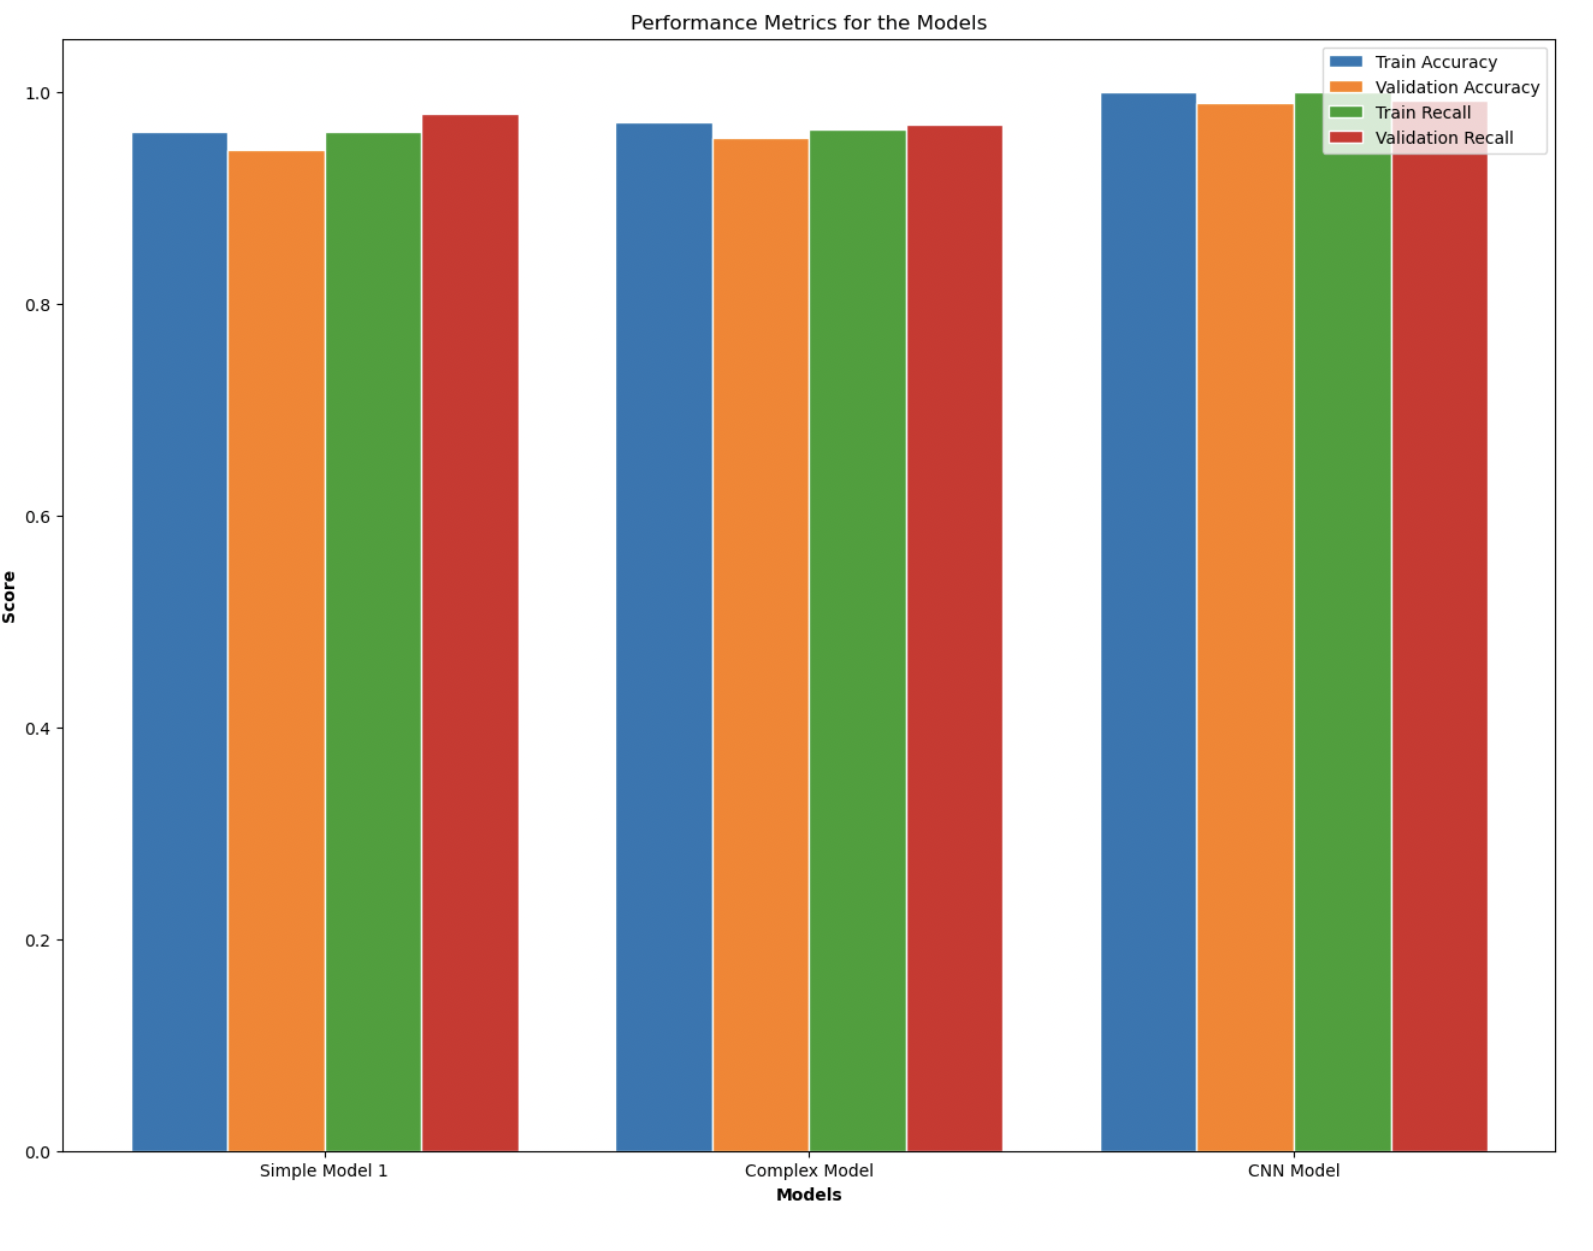 Performance Metrics for the Models
Train Accuracy
Validation Accuracy
Train Recall
Validation Recall
1.0
0.8
0.6
0.4
0.2
0.0
Score
Simple Model 1
Complex Model
CNN Model
Models